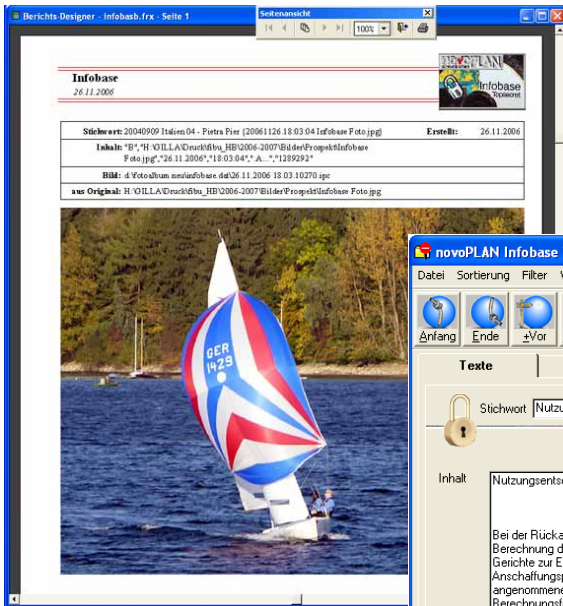 Berichts-Designer - infobasb.frx - Seite 1
Seitenansicht
100%
Infobase
26.11.2006
novoPLAN
Infobase
Topsecret
Stichwort: 20040909 Italien 04 - Pietra Pier (20061126.18:03:04 Infobase Foto.jpg) Erstellt: 26.11.2006
Inhalt: "B","H:\GILLA\Druck\fibu_HB\2006-2007\Bilder\Prospekt\Infobase
Foto.jpg","26.11.2006","18:03:04",".A...","1289292"
Bild: d:\fotoalbum neu\infobase.dat\26.11.2006 18.03.10270.ipc
aus Original: H:\GILLA\Druck\fibu_HB\2006-2007\Bilder\Prospekt\Infobase Foto.jpg
GER
1429
novoPLAN Infobase
Datei Sortierung Filter
Anfang Ende +Vor
Texte
Stichwort Nutzu
Inhalt Nutzungsents
Bei der Rücka
Berechnung d
Gerichte zur E
Anschaffungsp
angenommene
Berechnungsf